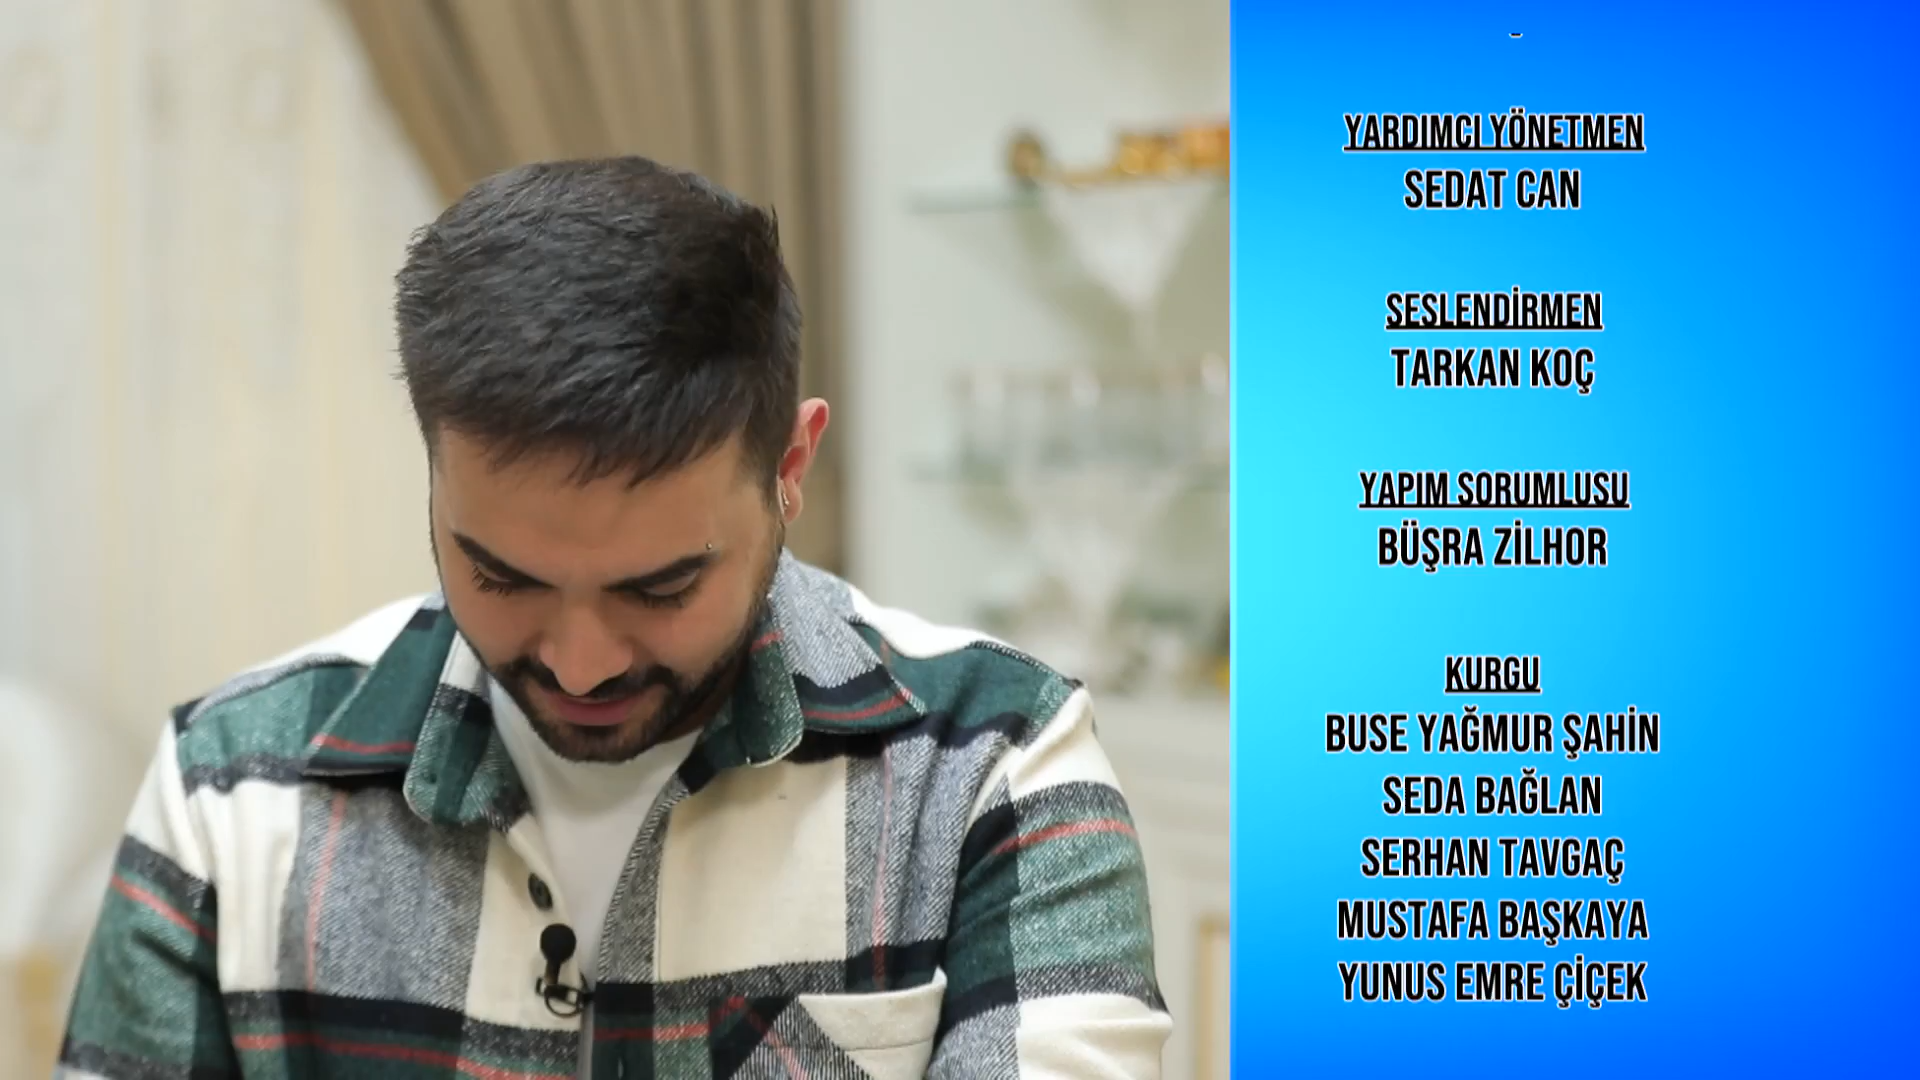 YARDIMCI YÖNETMEN
SEDAT CAN
SESLENDİRMEN
TARKAN KOÇ
YAPIM SORUMLUSU
BÜŞRA ZİLHOR
KURGU
BUSE YAĞMUR ŞAHİN
SEDA BAĞLAN
SERHAN TAVGAÇ
MUSTAFA BAŞKAYA
YUNUS EMRE ÇİÇEK